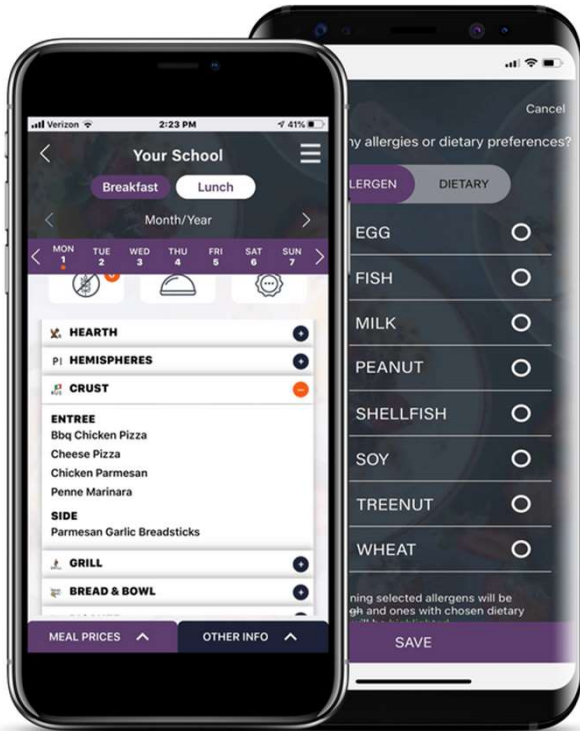 Verizon 2:23 PM 41%
Your School
Breakfast Lunch
Month/Year
MON TUE WED THU FRI SAT SUN
1 2 3 4 5 6 7
HEARTH
PI HEMISPHERES
CRUST
ENTREE
Bbq Chicken Pizza
Cheese Pizza
Chicken Parmesan
Penne Marinara
SIDE
Parmesan Garlic Breadsticks
GRILL
BREAD & BOWL
MEAL PRICES OTHER INFO
Cancel
ny allergies or dietary preferences?
LERGEN DIETARY
EGG
FISH
MILK
PEANUT
SHELLFISH
SOY
TREENUT
WHEAT
ning selected allergens will be
gh and ones with chosen dietary
SAVE